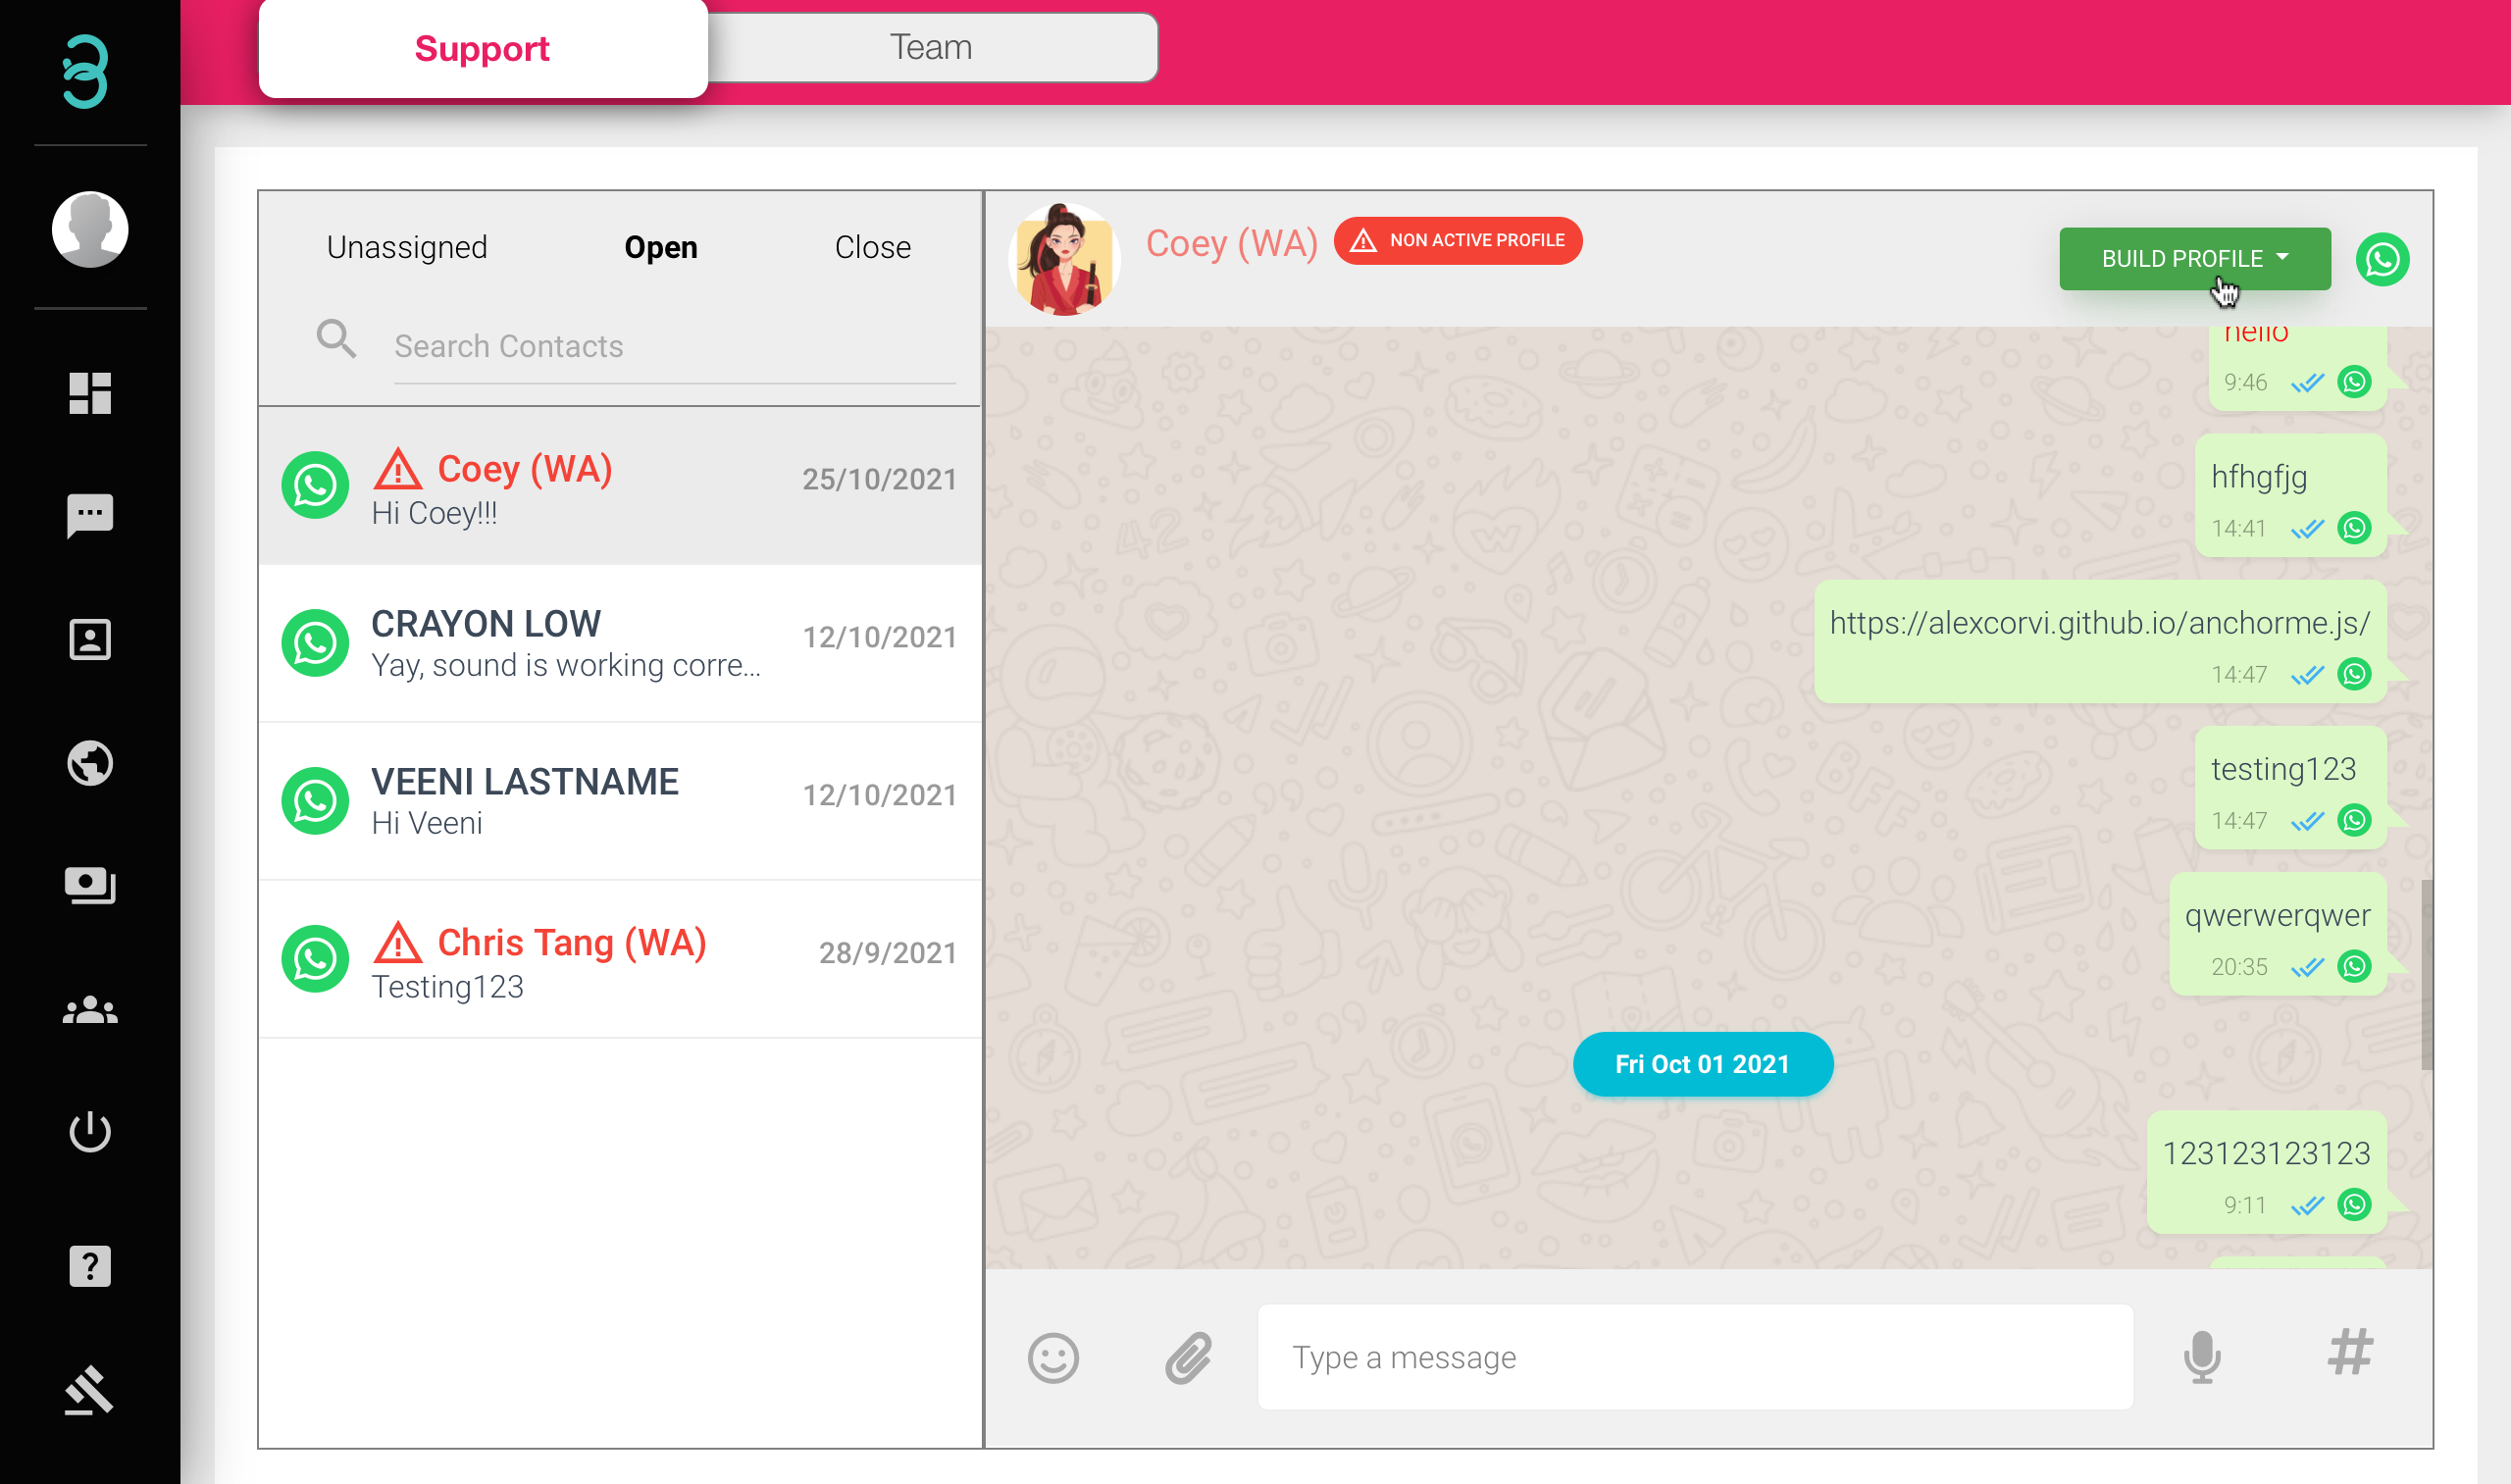 Support
Team
Unassigned
Open
Close
Search Contacts
Coey (WA)
25/10/2021
Hi Coey!!!
CRAYON LOW
12/10/2021
Yay, sound is working corre...
VEENI LASTNAME
12/10/2021
Hi Veeni
Chris Tang (WA)
28/9/2021
Testing123
Coey (WA)
NON ACTIVE PROFILE
BUILD PROFILE
hello
9:46
hfhgfjg
14:41
https://alexcorvi.github.io/anchorme.js/
14:47
testing123
14:47
qwerwerqwer
20:35
Fri Oct 01 2021
123123123123
9:11
Type a message
#